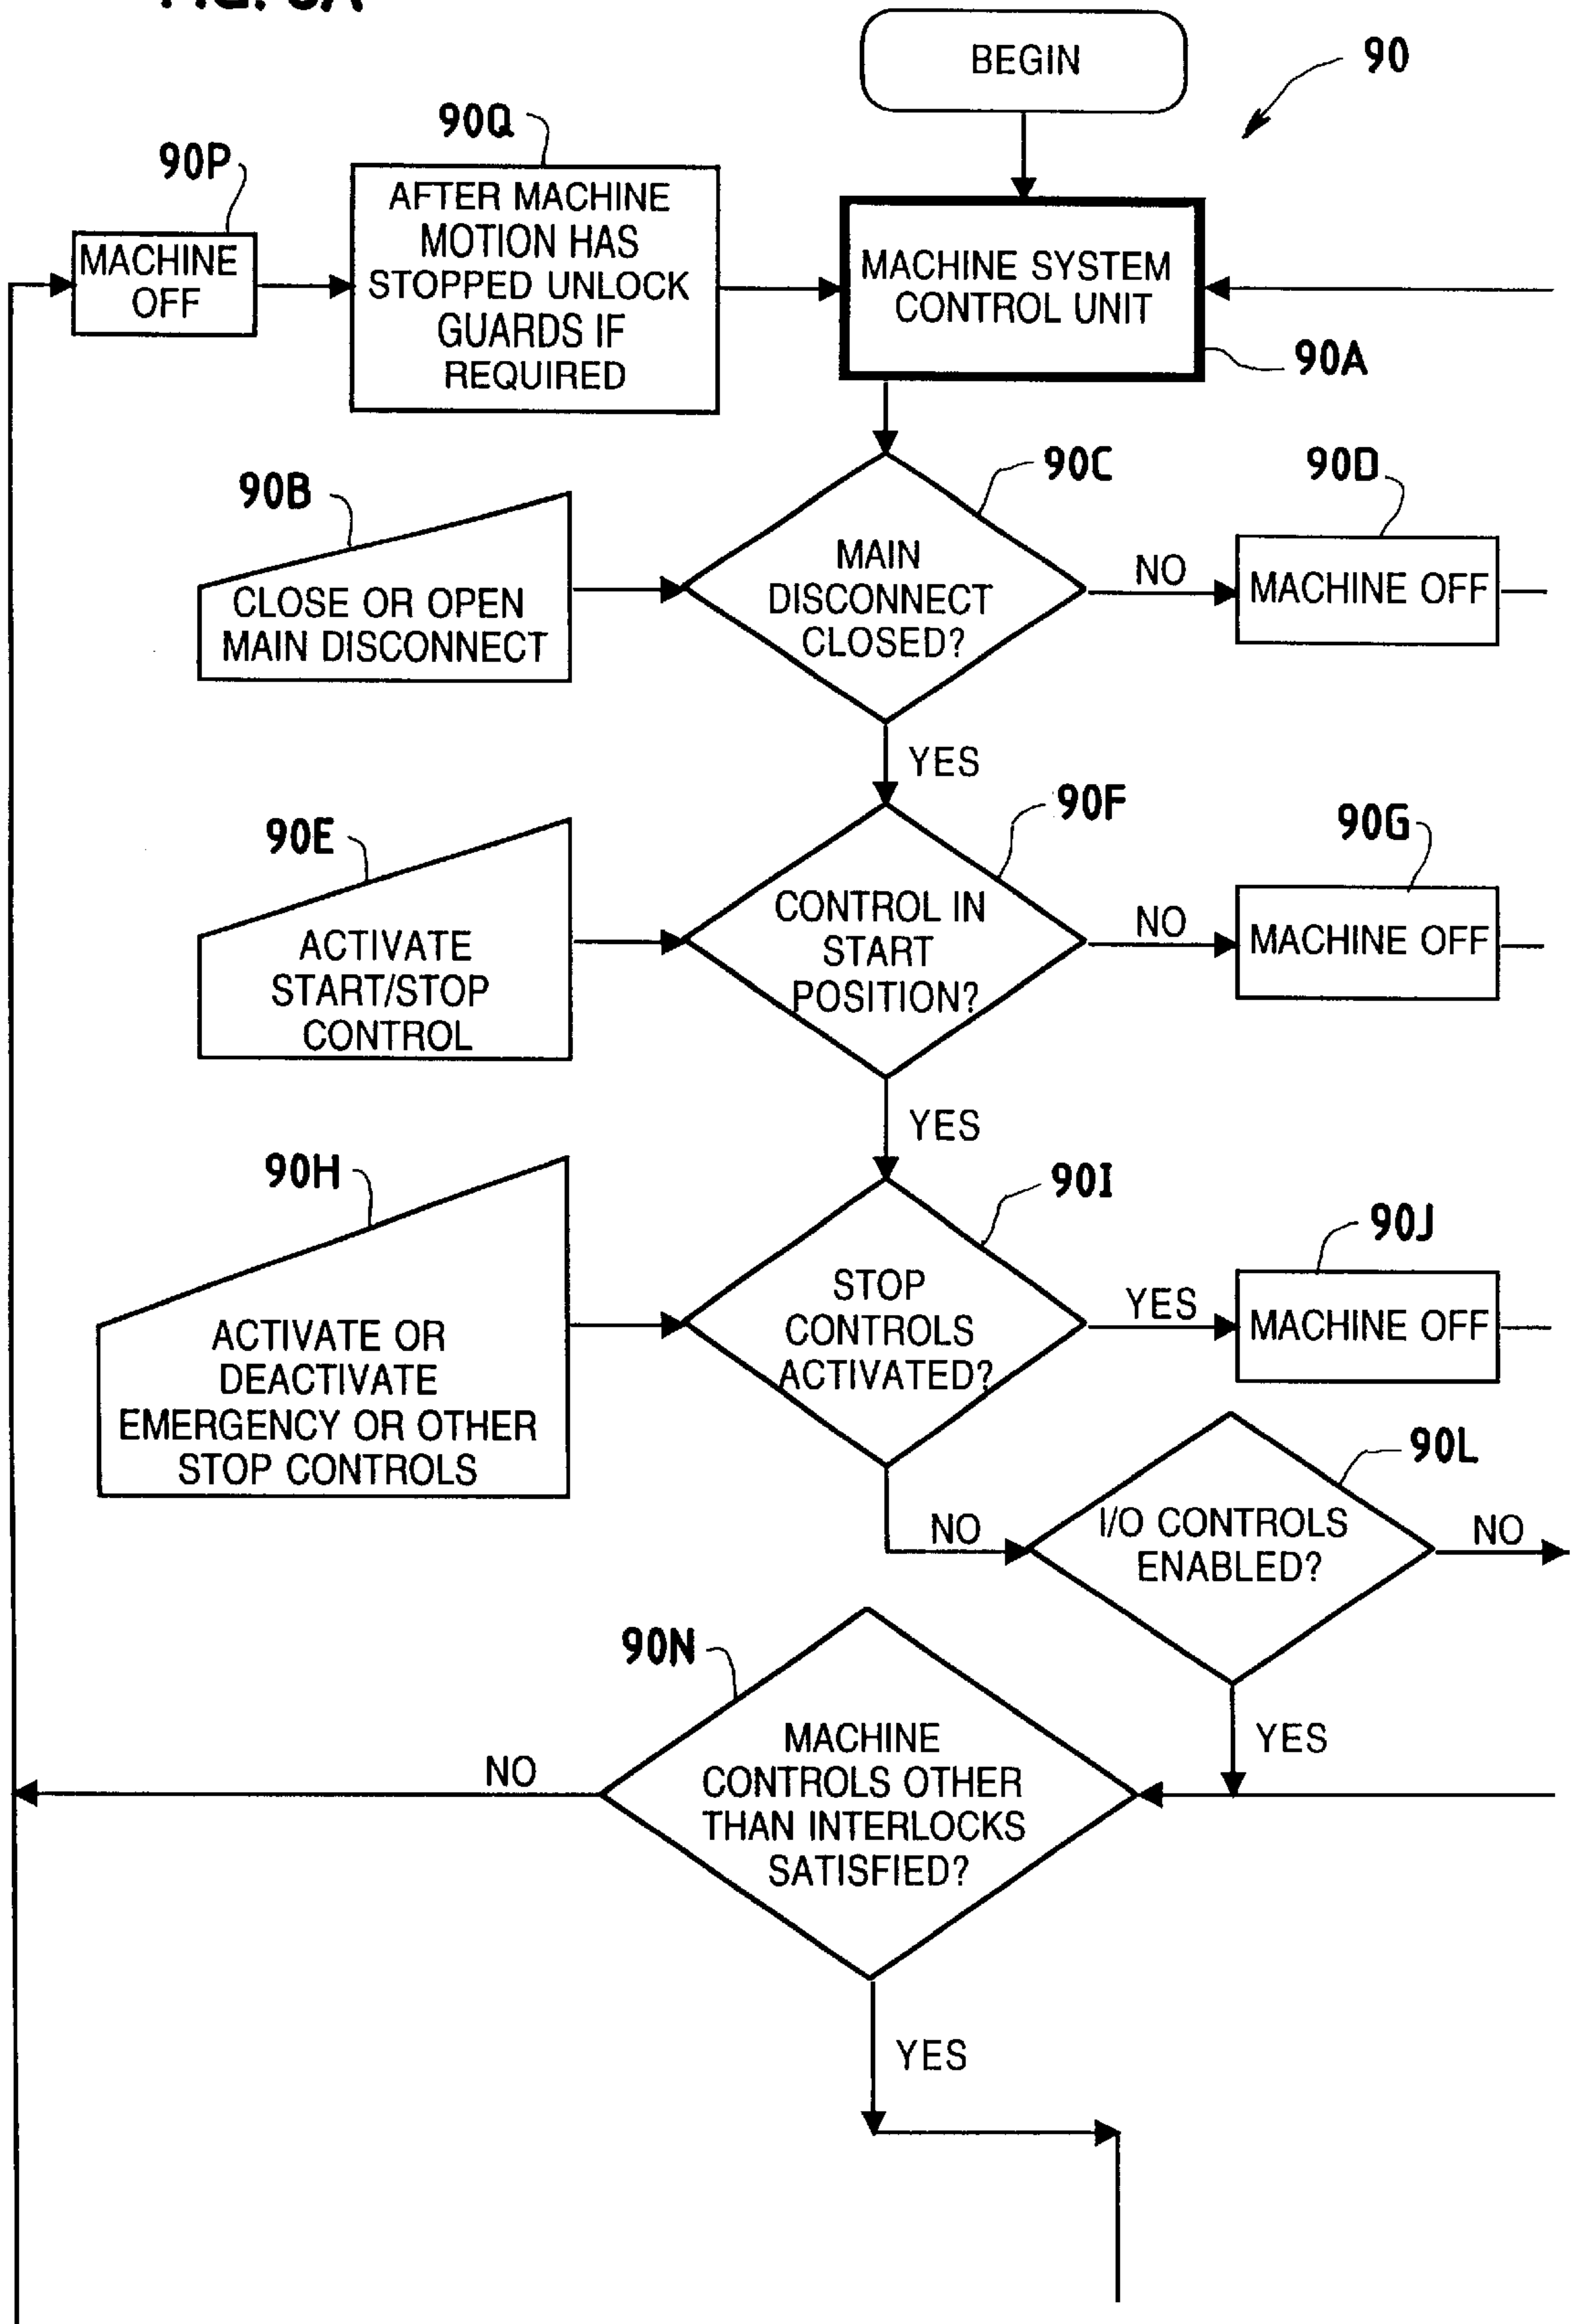 BEGIN
90
90Q
90P
AFTER MACHINE
MOTION HAS
STOPPED UNLOCK
GUARDS IF
REQUIRED
MACHINE
OFF
MACHINE SYSTEM
CONTROL UNIT
90A
90B
90C
90D
CLOSE OR OPEN
MAIN DISCONNECT
MAIN
DISCONNECT
CLOSED?
NO
MACHINE OFF
YES
90E
90F
90G
ACTIVATE
START/STOP
CONTROL
CONTROL IN
START
POSITION?
NO
MACHINE OFF
YES
90H
90I
90J
ACTIVATE OR
DEACTIVATE
EMERGENCY OR OTHER
STOP CONTROLS
STOP
CONTROLS
ACTIVATED?
YES
MACHINE OFF
90L
NO
I/O CONTROLS
ENABLED?
NO
YES
90N
MACHINE
CONTROLS OTHER
THAN INTERLOCKS
SATISFIED?
NO
YES